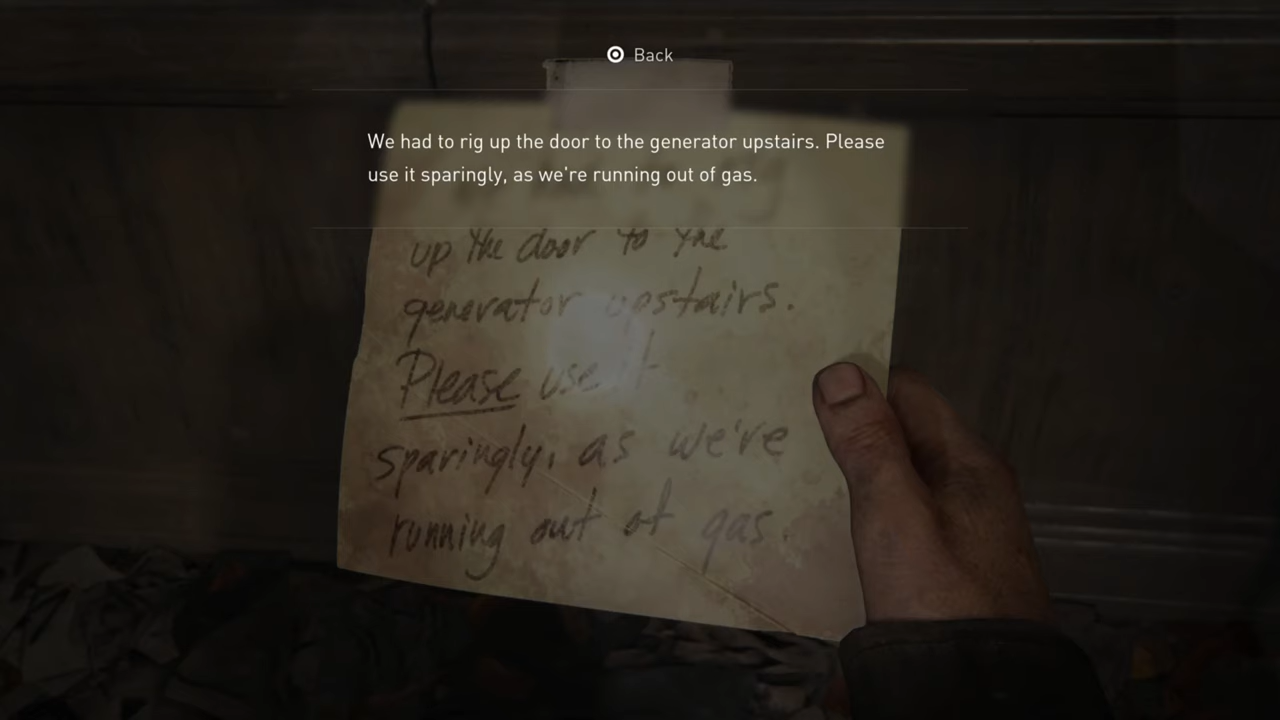 Back
We had to rig up the door to the generator upstairs. Please
use it sparingly, as we're running out of gas.
up the door to the
generator upstairs.
Please use it
sparingly, as we're
running out of gas.